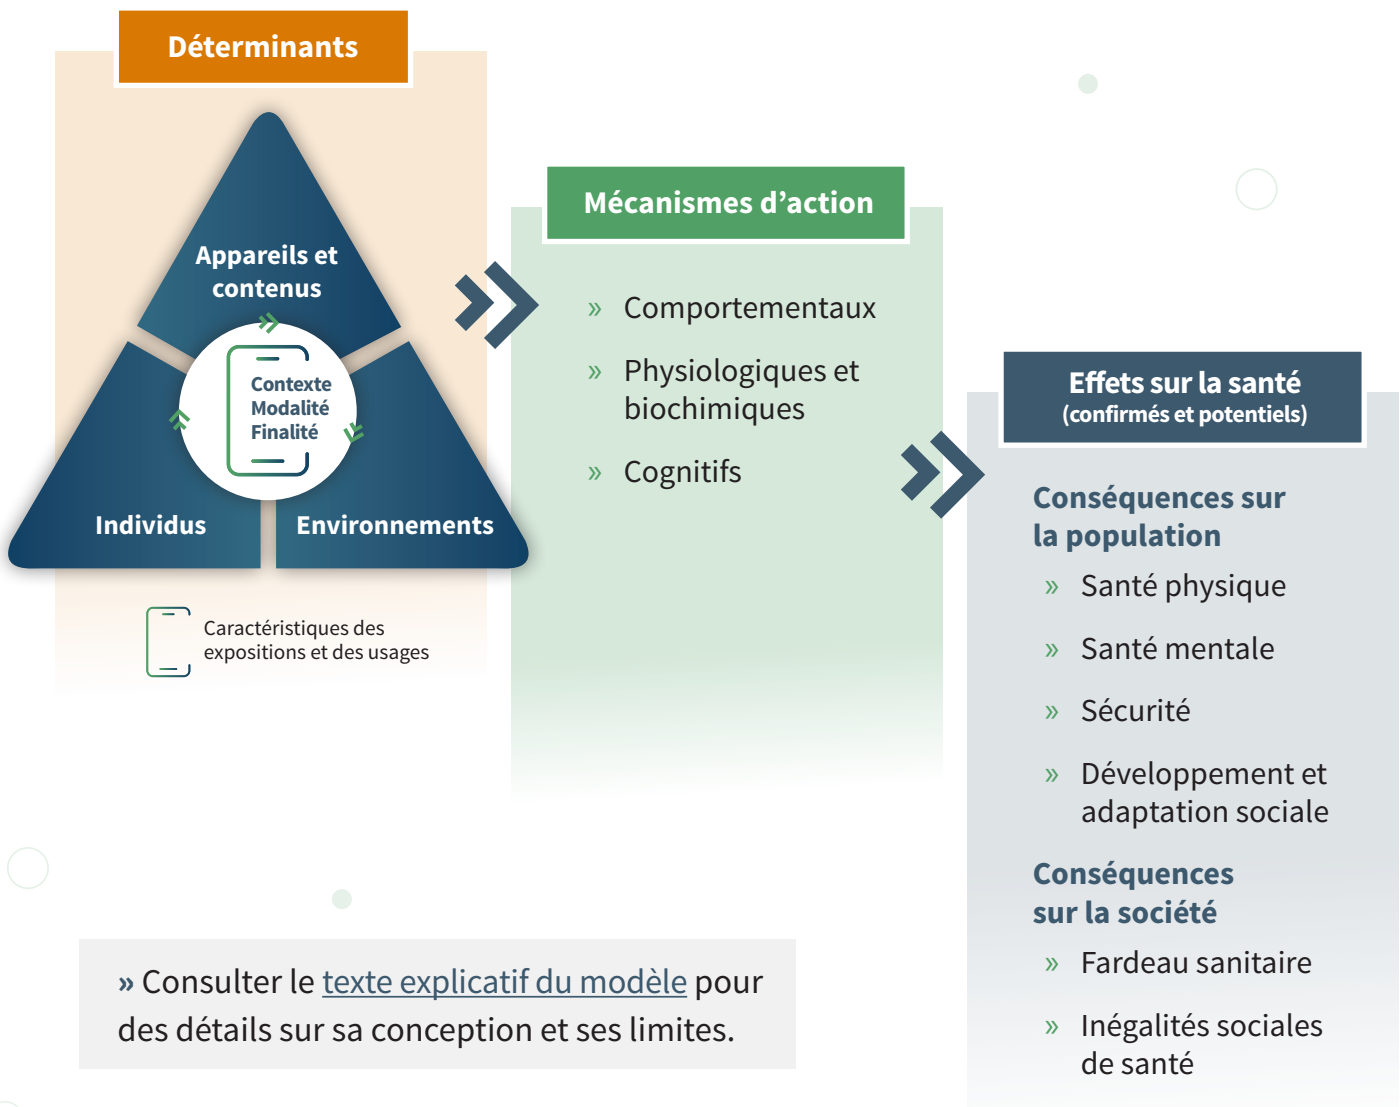 Déterminants
Appareils et
contenus
Contexte
Modalité
Finalité
Individus
Environnements
Caractéristiques des
expositions et des usages
Mécanismes d’action
» Comportementaux
» Physiologiques et
biochimiques
» Cognitifs
Effets sur la santé
(confirmés et potentiels)
Conséquences sur
la population
» Santé physique
» Santé mentale
» Sécurité
» Développement et
adaptation sociale
Conséquences
sur la société
» Fardeau sanitaire
» Inégalités sociales
de santé
» Consulter le texte explicatif du modèle pour
des détails sur sa conception et ses limites.